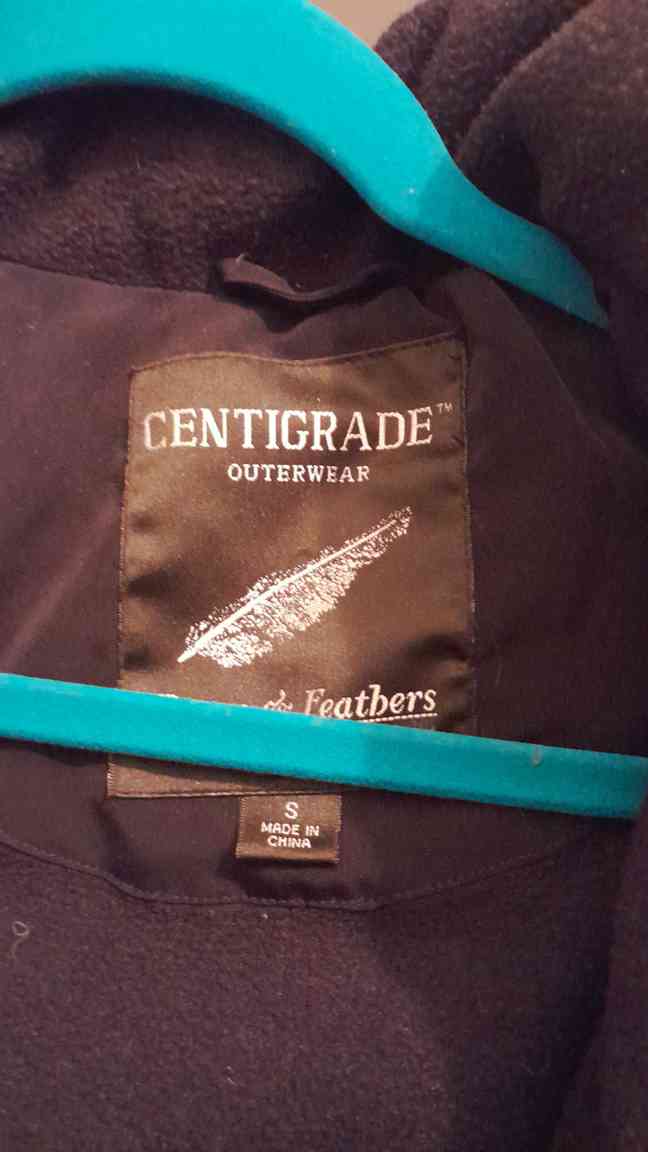 CENTIGRADE™
OUTERWEAR
& Feathers
S
MADE IN
CHINA